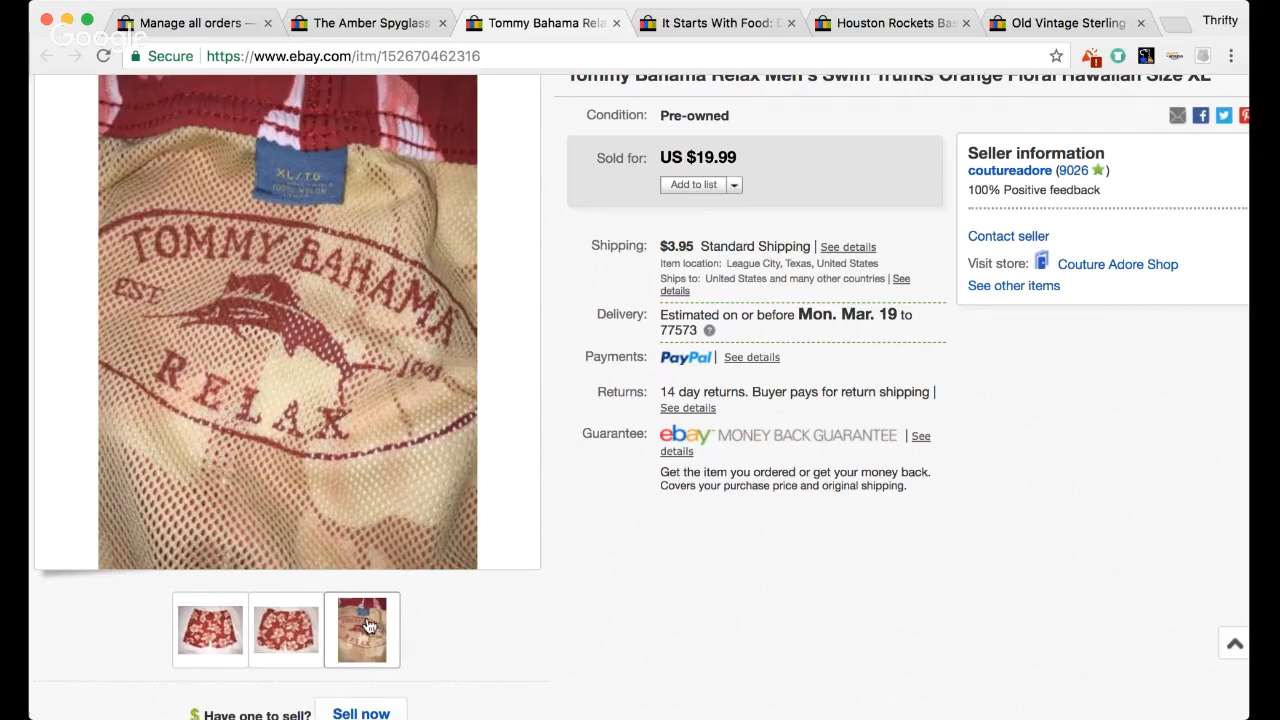 Manage all orders —
The Amber Spyglass
Tommy Bahama Rela
It Starts With Food: D
Houston Rockets Bas
Old Vintage Sterling
Thrifty
Google
Secure
https://www.ebay.com/itm/152670462316
Tommy Bahama Relax Men's Swim Trunks Orange Floral Hawaiian Size XL
Condition: Pre-owned
Sold for: US $19.99
Add to list
Shipping: $3.95 Standard Shipping | See details
Item location: League City, Texas, United States
Ships to: United States and many other countries | See
details
Delivery: Estimated on or before Mon. Mar. 19 to
77573
Payments: PayPal | See details
Returns: 14 day returns. Buyer pays for return shipping |
See details
Guarantee: ebay MONEY BACK GUARANTEE | See
details
Get the item you ordered or get your money back.
Covers your purchase price and original shipping.
Seller information
coutureadore (9026)
100% Positive feedback
Contact seller
Visit store: Couture Adore Shop
See other items
XL/TG
100% NYLON
TOMMY BAHAMA
EST
1993
RELAX
$ Have one to sell? Sell now